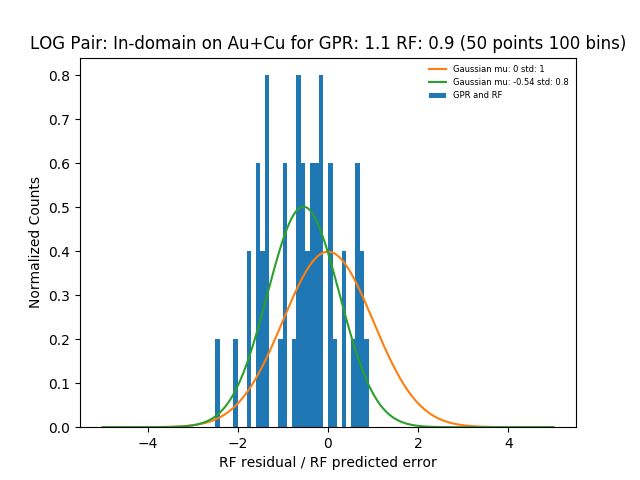 LOG Pair: In-domain on Au+Cu for GPR: 1.1 RF: 0.9 (50 points 100 bins)
Gaussian mu: 0 std: 1
Gaussian mu: -0.54 std: 0.8
GPR and RF
Normalized Counts
0.8
0.7
0.6
0.5
0.4
0.3
0.2
0.1
0.0
−4 −2 0 2 4
RF residual / RF predicted error